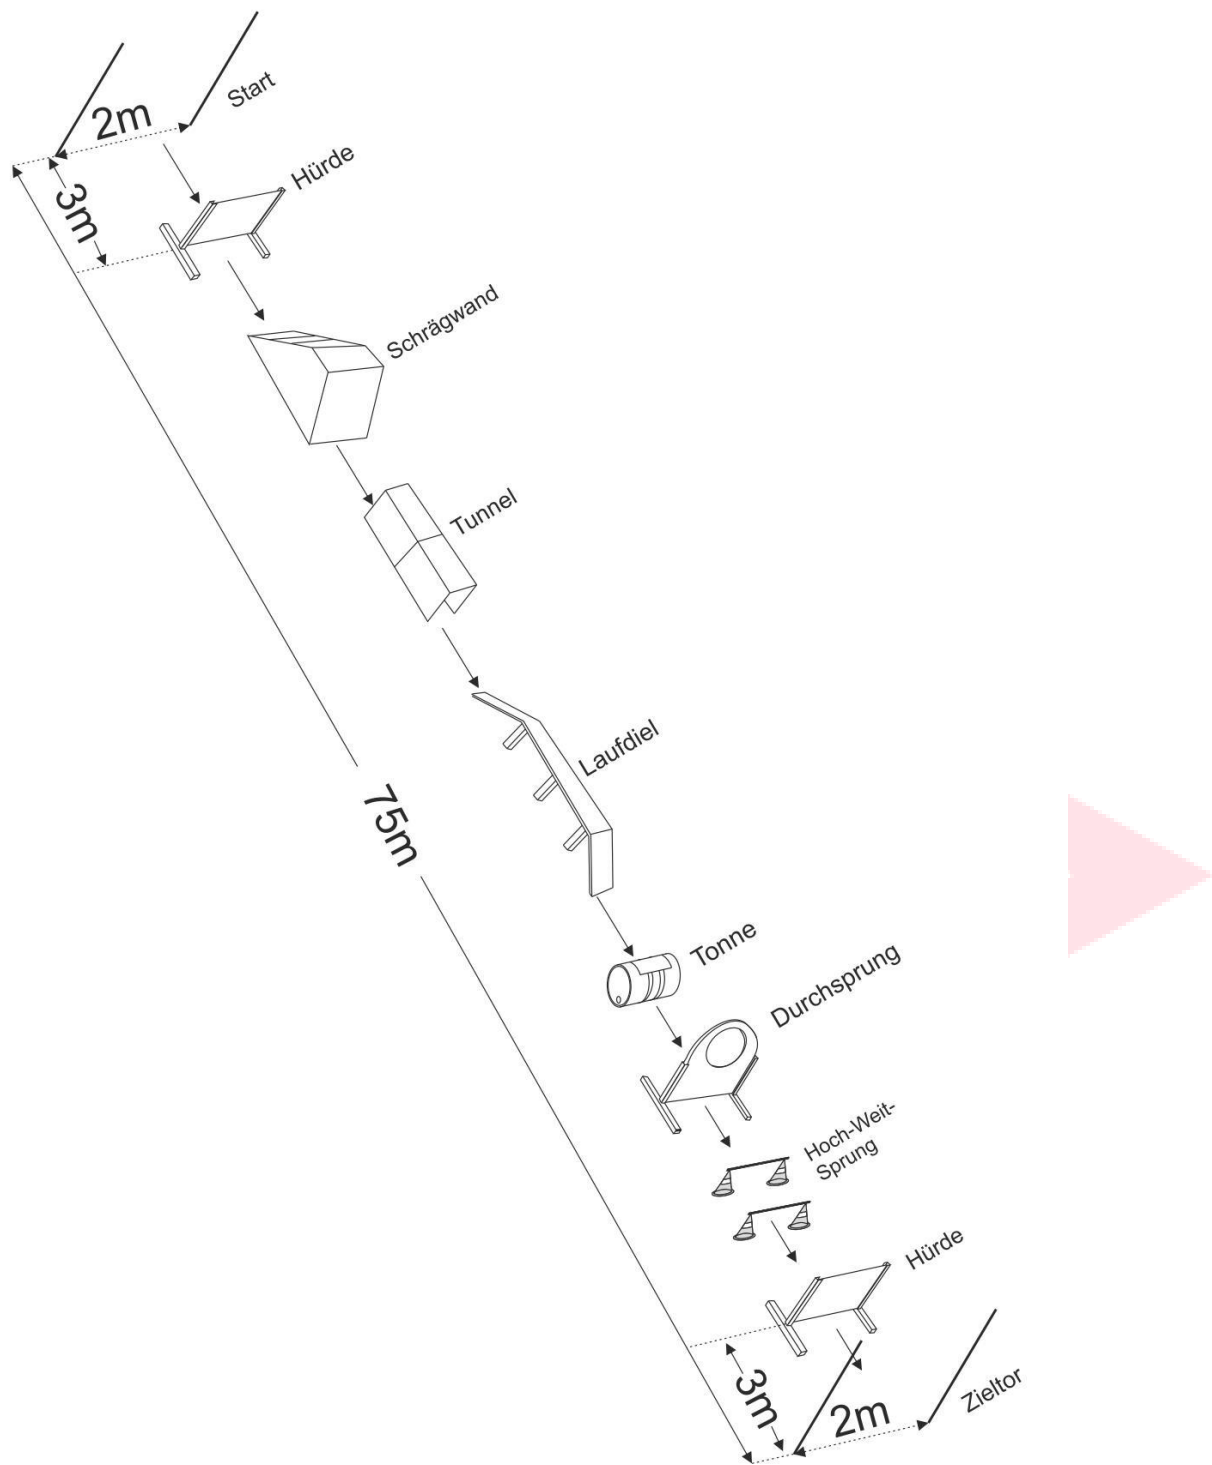 2m
Start
3m
Hürde
Schrägwand
Tunnel
Laufdiel
75m
Tonne
Durchsprung
Hoch-Weit-
Sprung
Hürde
3m
2m
Zieltor